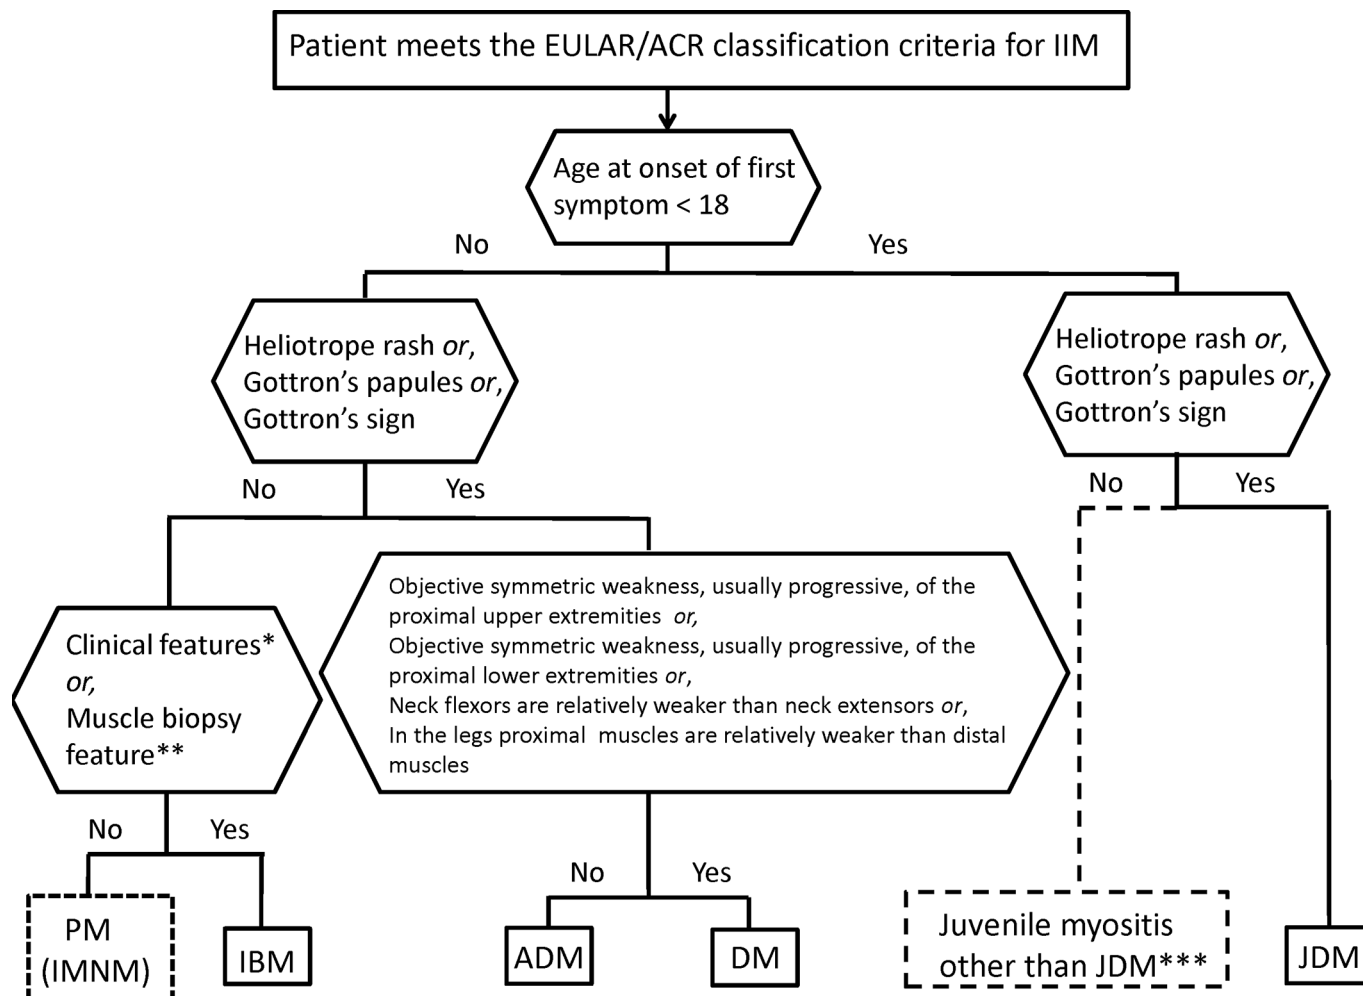 Patient meets the EULAR/ACR classification criteria for IIM
Age at onset of first
symptom < 18
No
Yes
Heliotrope rash or,
Gottron's papules or,
Gottron's sign
Heliotrope rash or,
Gottron's papules or,
Gottron's sign
No
Yes
No
Yes
Clinical features*
or,
Muscle biopsy
feature**
Objective symmetric weakness, usually progressive, of the
proximal upper extremities or,
Objective symmetric weakness, usually progressive, of the
proximal lower extremities or,
Neck flexors are relatively weaker than neck extensors or,
In the legs proximal muscles are relatively weaker than distal
muscles
No
Yes
No
Yes
PM
(IMNM)
IBM
ADM
DM
Juvenile myositis
other than JDM***
JDM